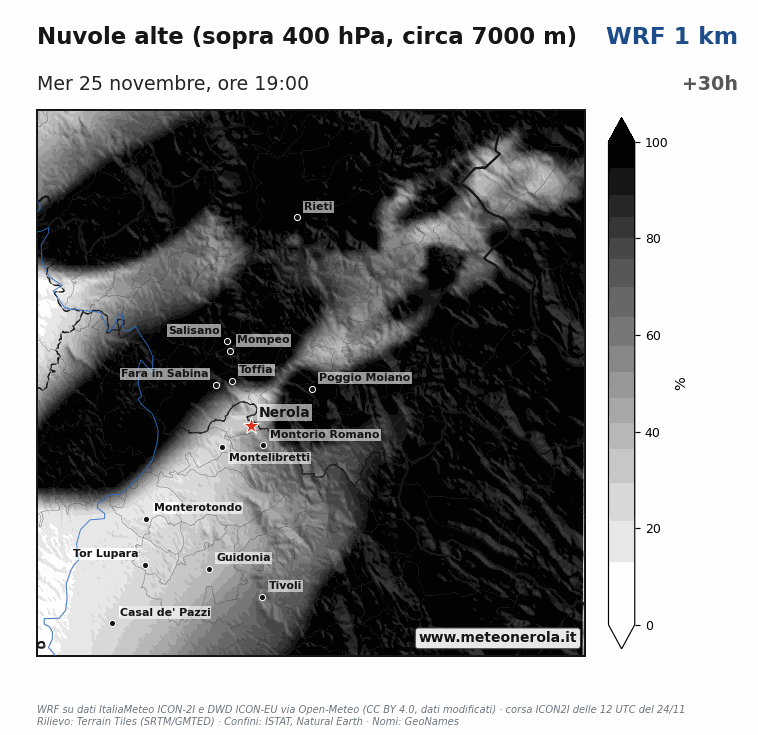 Nuvole alte (sopra 400 hPa, circa 7000 m) WRF 1 km
Mer 25 novembre, ore 19:00 +30h
100
80
60
40
20
0
%
Rieti
Salisano
Mompeo
Toffia
Fara in Sabina
Poggio Moiano
Nerola
Montorio Romano
Montelibretti
Monterotondo
Tor Lupara
Guidonia
Tivoli
Casal de' Pazzi
www.meteonerola.it
WRF su dati ItaliaMeteo ICON-2I e DWD ICON-EU via Open-Meteo (CC BY 4.0, dati modificati) · corsa ICON2I delle 12 UTC del 24/11
Rilievo: Terrain Tiles (SRTM/GMTED) · Confini: ISTAT, Natural Earth · Nomi: GeoNames